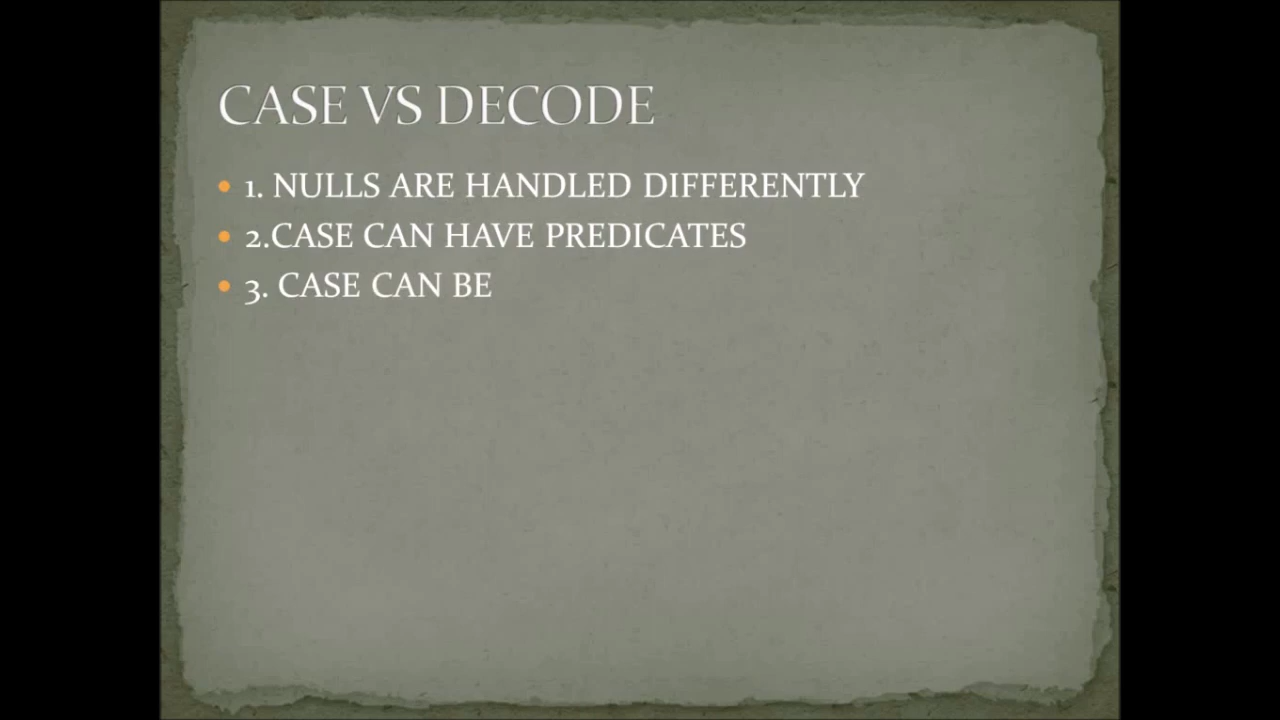 CASE VS DECODE
• 1. NULLS ARE HANDLED DIFFERENTLY
• 2.CASE CAN HAVE PREDICATES
• 3. CASE CAN BE